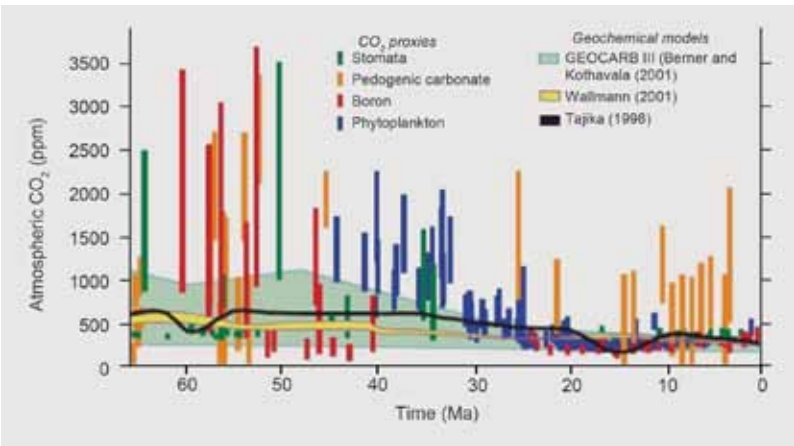 CO₂ proxies
Stomata
Pedogenic carbonate
Boron
Phytoplankton
Geochemical models
GEOCARB III (Berner and
Kothavala (2001)
Wallmann (2001)
Tajika (1998)
Atmospheric CO₂ (ppm)
3500
3000
2500
2000
1500
1000
500
0
60
50
40
30
20
10
0
Time (Ma)